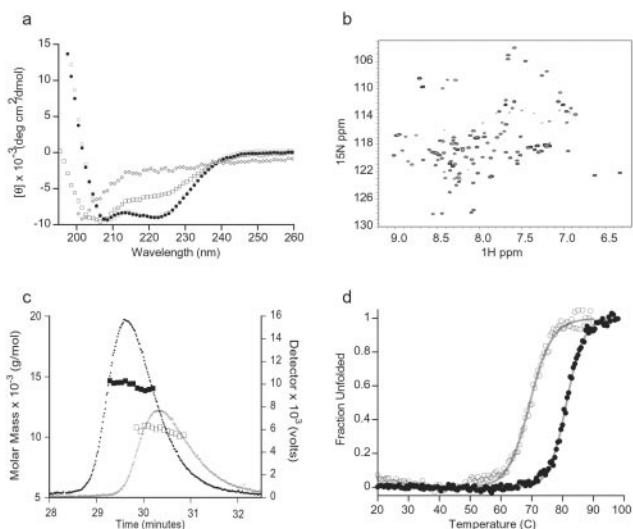 a
15
10
5
0
-5
-10
[θ] x 10⁻³(deg cm²/dmol)
200 210 220 230 240 250 260
Wavelength (nm)
b
106
110
114
118
122
126
130
15N ppm
9.0 8.5 8.0 7.5 7.0 6.5
1H ppm
c
20
15
10
5
Molar Mass x 10⁻³ (g/mol)
16
14
12
10
8
6
4
2
0
Detector x 10³ (volts)
28 29 30 31 32
Time (minutes)
d
1
0.8
0.6
0.4
0.2
0
Fraction Unfolded
20 30 40 50 60 70 80 90 100
Temperature (C)